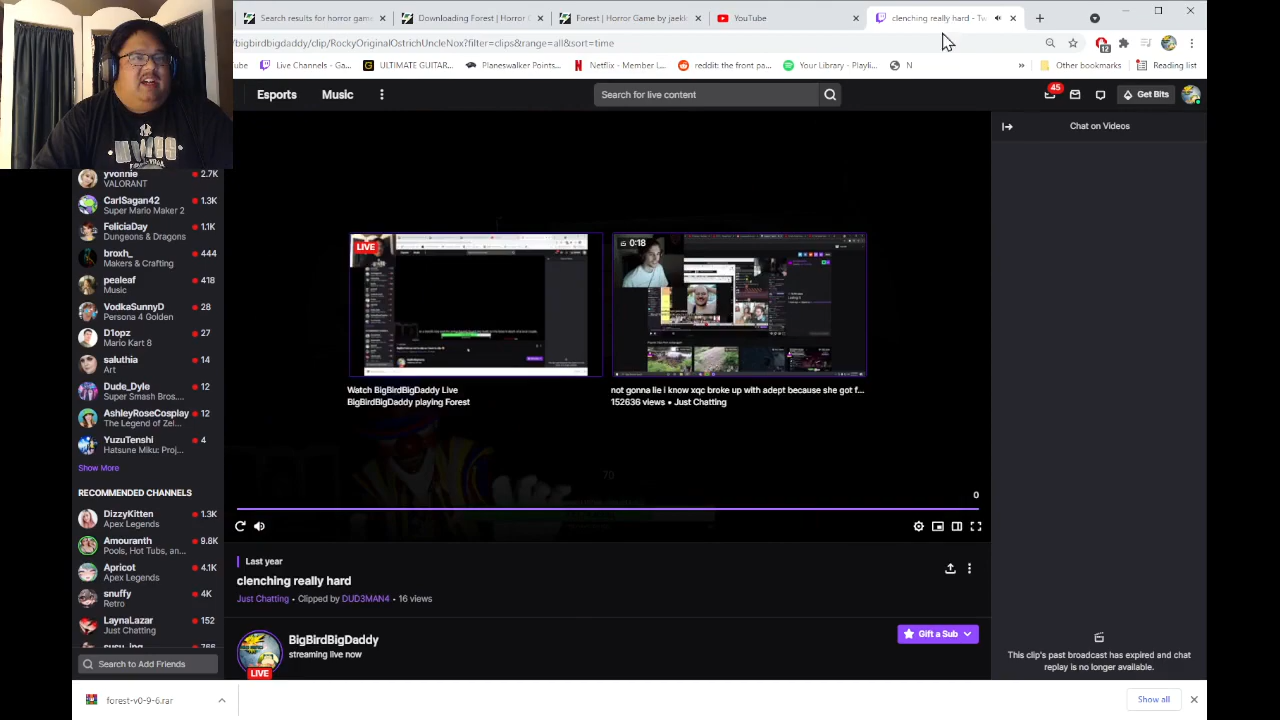 Search results for horror game
Downloading Forest | Horror
Forest | Horror Game by jaekk
YouTube
clenching really hard - Tw
/bigbirdbigdaddy/clip/RockyOriginalOstrichUncleNox?filter=clips&range=all&sort=time
12
ube
Live Channels - Ga...
ULTIMATE GUITAR...
Planeswalker Points...
Netflix - Member L...
reddit: the front pa...
Your Library - Playli...
N
»
Other bookmarks
Reading list
Esports
Music
Search for live content
45
Get Bits
Chat on Videos
yvonnie
2.7K
VALORANT
CarlSagan42
1.3K
Super Mario Maker 2
FeliciaDay
1.1K
Dungeons & Dragons
broxh_
444
Makers & Crafting
pealeaf
418
Music
VodkaSunnyD
28
Persona 4 Golden
D1opz
27
Mario Kart 8
saluthia
14
Art
Dude_Dyle
12
Super Smash Bros....
AshleyRoseCosplay
12
The Legend of Zel...
YuzuTenshi
4
Hatsune Miku: Proj...
Show More
RECOMMENDED CHANNELS
DizzyKitten
1.3K
Apex Legends
Amouranth
9.8K
Pools, Hot Tubs, an...
Apricot
4.1K
Apex Legends
snuffy
4K
Retro
LaynaLazar
152
Just Chatting
Search to Add Friends
LIVE
0:18
Watch BigBirdBigDaddy Live
BigBirdBigDaddy playing Forest
not gonna lie i know xqc broke up with adept because she got f...
152636 views • Just Chatting
70
0
Last year
clenching really hard
Just Chatting • Clipped by DUD3MAN4 • 16 views
BigBirdBigDaddy
streaming live now
LIVE
Gift a Sub
This clip's past broadcast has expired and chat
replay is no longer available.
forest-v0-9-6.rar
Show all